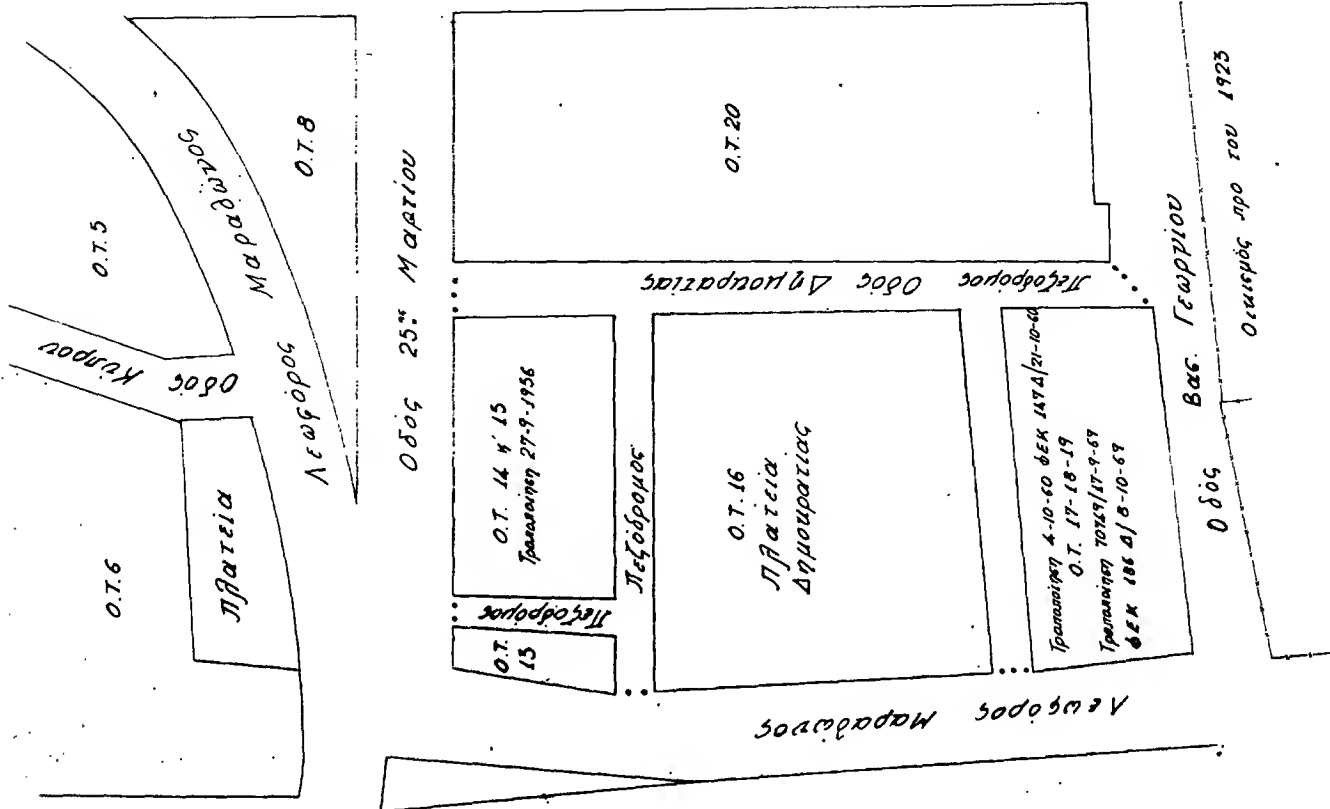 Ο.Τ.5
Οδός Κύπρου
Λεωφόρος Μαραθώνος
Ο.Τ.8
Ο.Τ.6
Πλατεία
Οδός 25ης Μαρτίου
Ο.Τ. 14 ή 15
Τροποποίηση 27-9-1956
Πεζόδρομος
Ο.Τ.
13
Πεζόδρομος
Ο.Τ.20
Πεζόδρομος Οδός Δημοκρατίας
Ο.Τ.16
Πλατεία
Δημοκρατίας
Τροποποίηση 4-10-60 ΦΕΚ 147Δ/21-10-60
Ο.Τ. 17-18-19
Τροποποίηση 70769/17-9-69
ΦΕΚ 186 Δ/8-10-69
Λεωφόρος Μαραθώνος
Οδός Βασ. Γεωργίου
Οικισμός προ του 1923